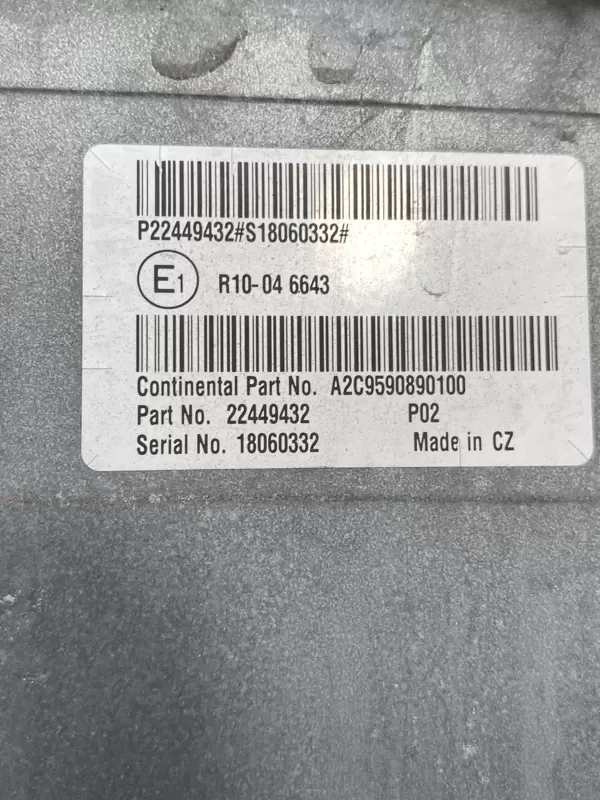 P22449432#S18060332#
E1 R10-04 6643
Continental Part No. A2C9590890100
Part No. 22449432 P02
Serial No. 18060332 Made in CZ